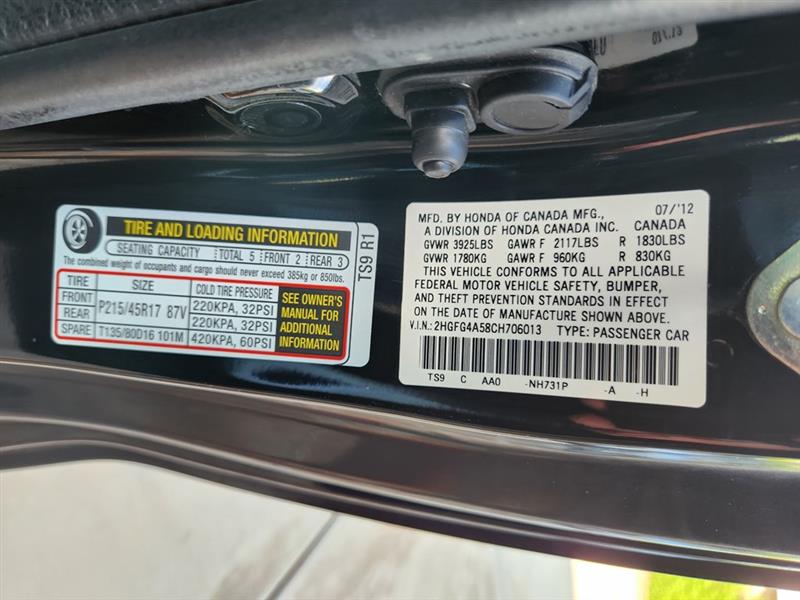 TIRE AND LOADING INFORMATION
SEATING CAPACITY TOTAL 5 FRONT 2 REAR 3
The combined weight of occupants and cargo should never exceed 385kg or 850lbs.
TIRE SIZE COLD TIRE PRESSURE
FRONT P215/45R17 87V 220KPA, 32PSI
REAR 220KPA, 32PSI
SPARE T135/80D16 101M 420KPA, 60PSI
SEE OWNER'S
MANUAL FOR
ADDITIONAL
INFORMATION
TS9 R1
MFD. BY HONDA OF CANADA MFG., 07/'12
A DIVISION OF HONDA CANADA INC. CANADA
GVWR 3925LBS GAWR F 2117LBS R 1830LBS
GVWR 1780KG GAWR F 960KG R 830KG
THIS VEHICLE CONFORMS TO ALL APPLICABLE
FEDERAL MOTOR VEHICLE SAFETY, BUMPER,
AND THEFT PREVENTION STANDARDS IN EFFECT
ON THE DATE OF MANUFACTURE SHOWN ABOVE.
V.I.N.: 2HGFG4A58CH706013 TYPE: PASSENGER CAR
TS9 C AA0 -NH731P -A -H